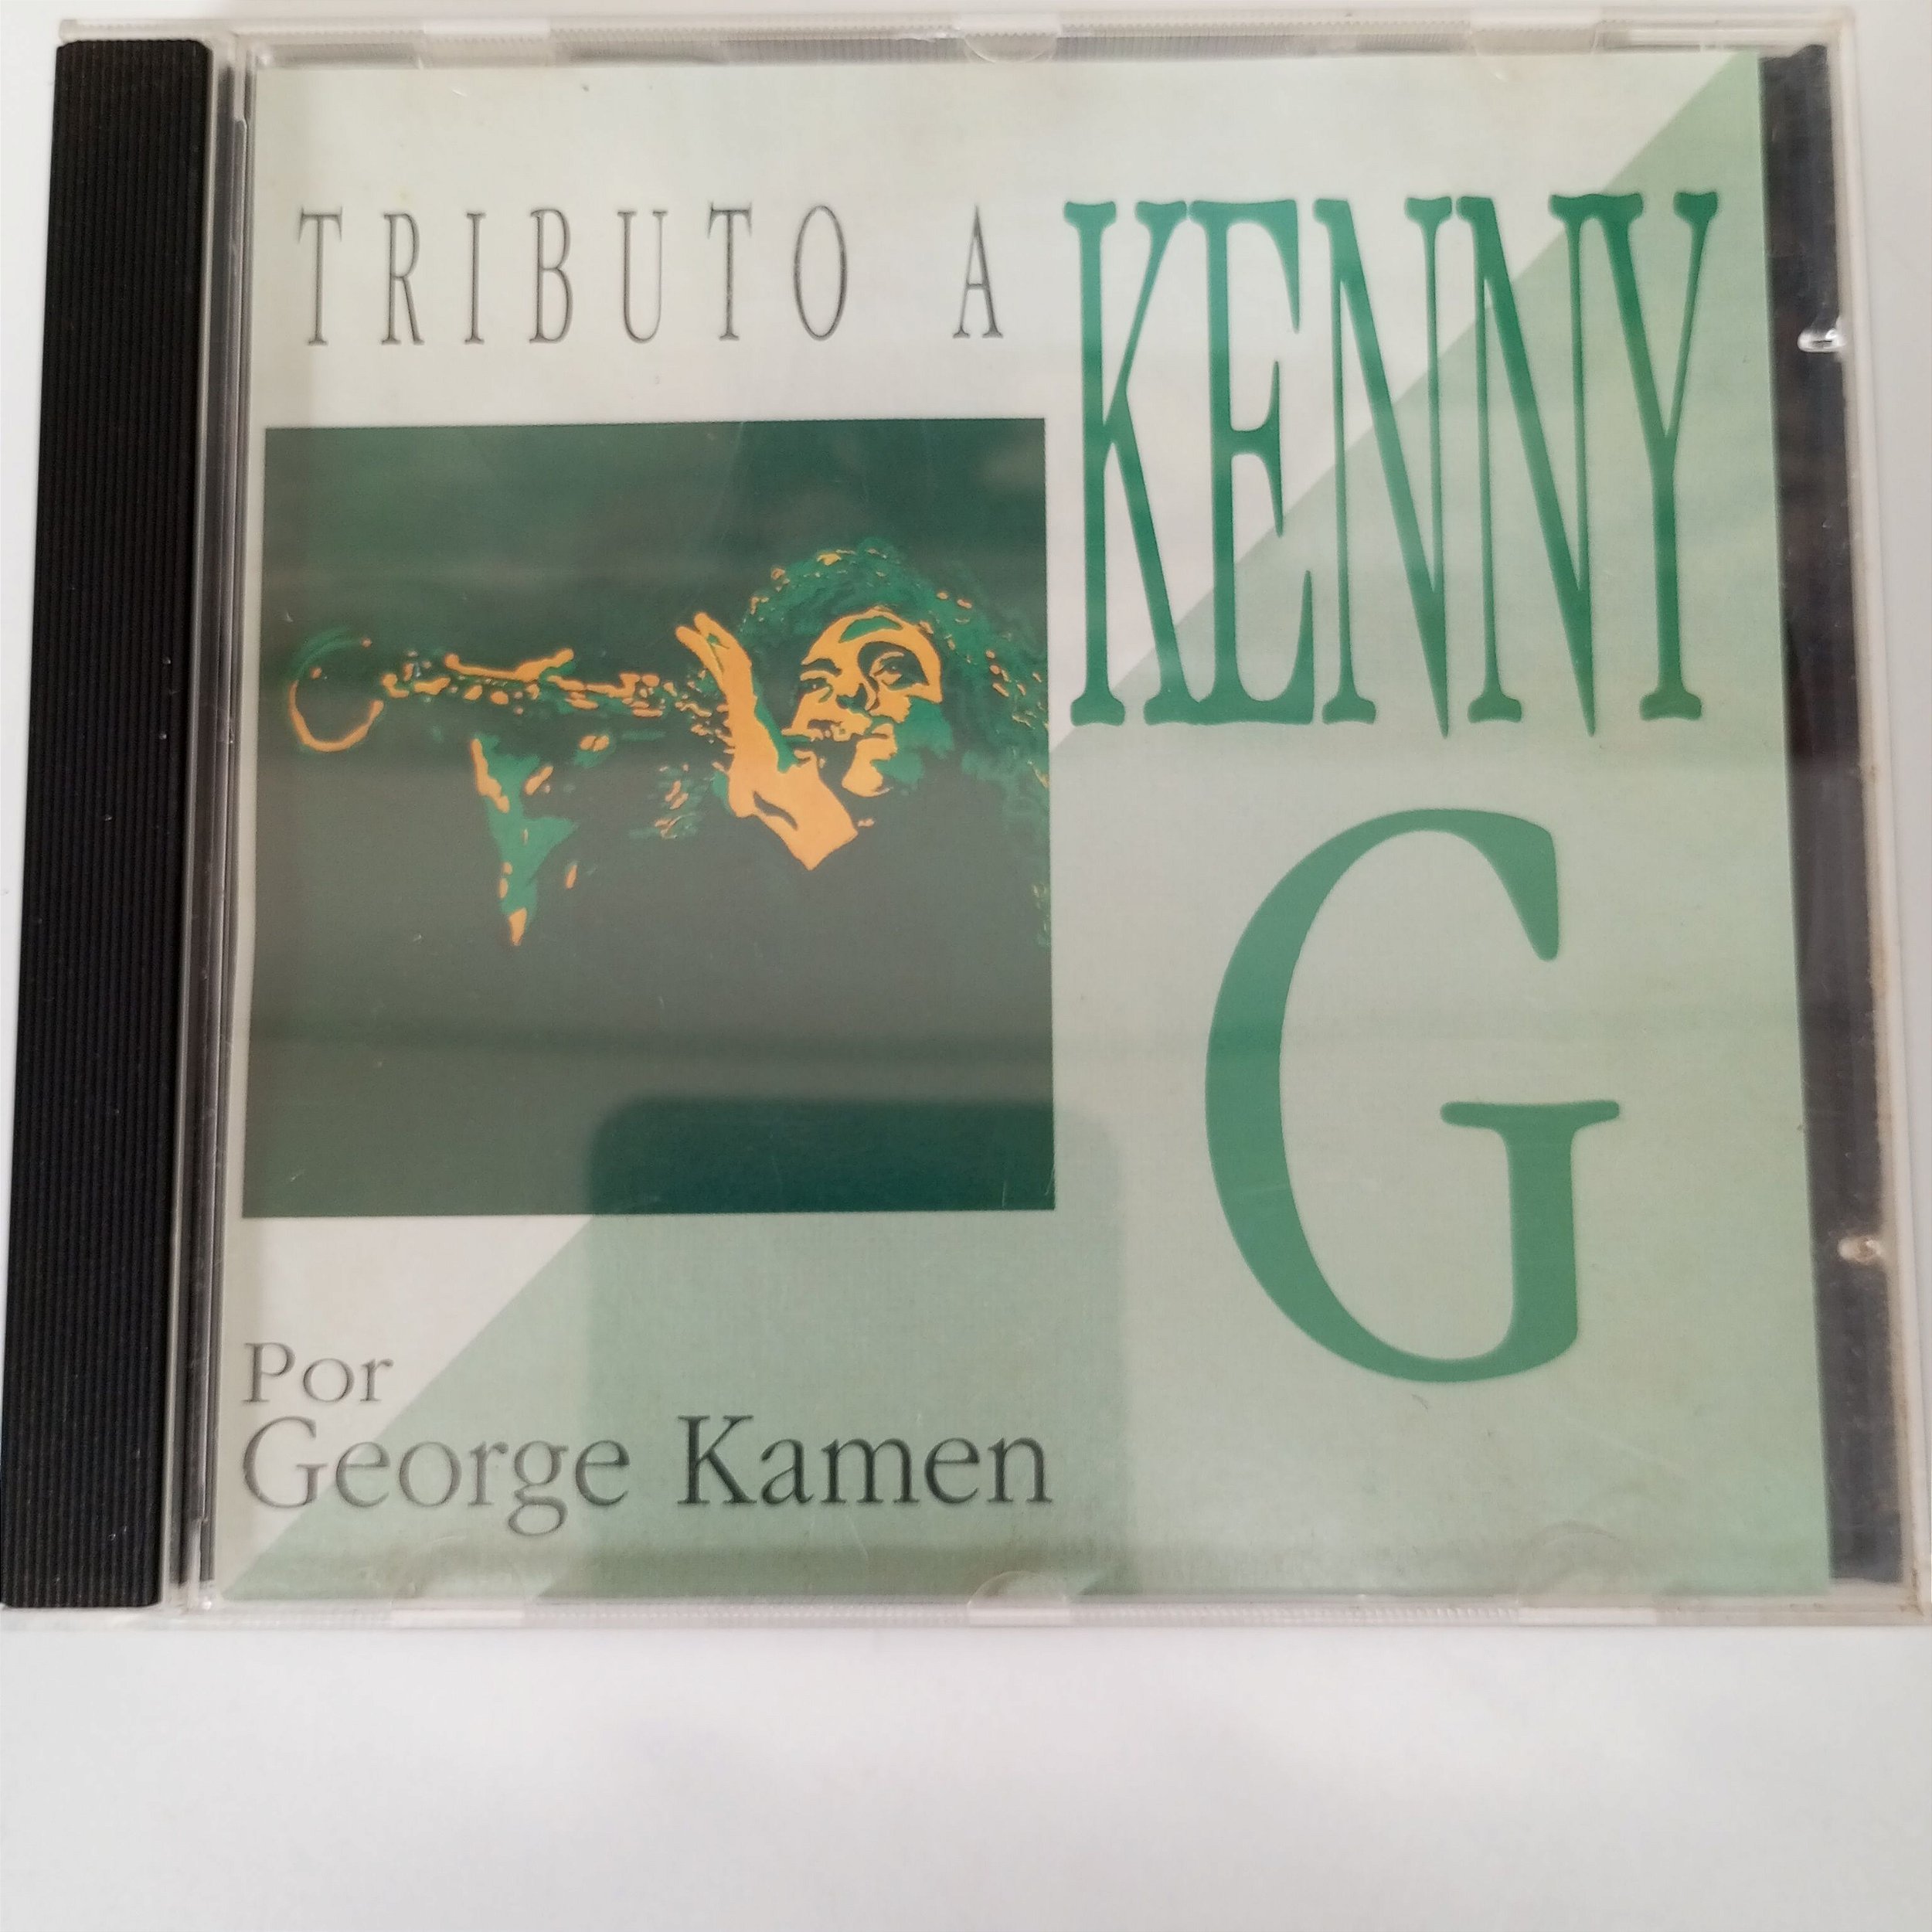 TRIBUTO A KENNY
G
Por
George Kamen